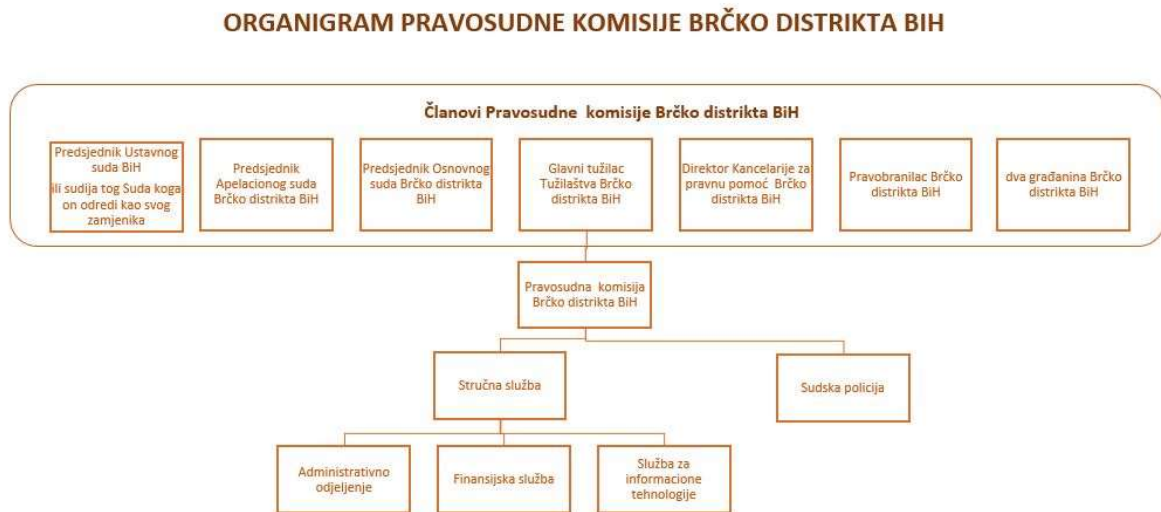 ORGANIGRAM PRAVOSUDNE KOMISIJE BRČKO DISTRIKTA BIH
Članovi Pravosudne komisije Brčko distrikta BiH
Predsjednik Ustavnog
suda BiH
ili sudija tog Suda koga
on odredi kao svog
zamjenika
Predsjednik
Apelacionog suda
Brčko distrikta BiH
Predsjednik Osnovnog
suda Brčko distrikta
BiH
Glavni tužilac
Tužilaštva Brčko
distrikta BiH
Direktor Kancelarije za
pravnu pomoć Brčko
distrikta BiH
Pravobranilac Brčko
distrikta BiH
dva građanina Brčko
distrikta BiH
Pravosudna komisija
Brčko distrikta BiH
Stručna služba
Sudska policija
Administrativno
odjeljenje
Finansijska služba
Služba za
informacione
tehnologije